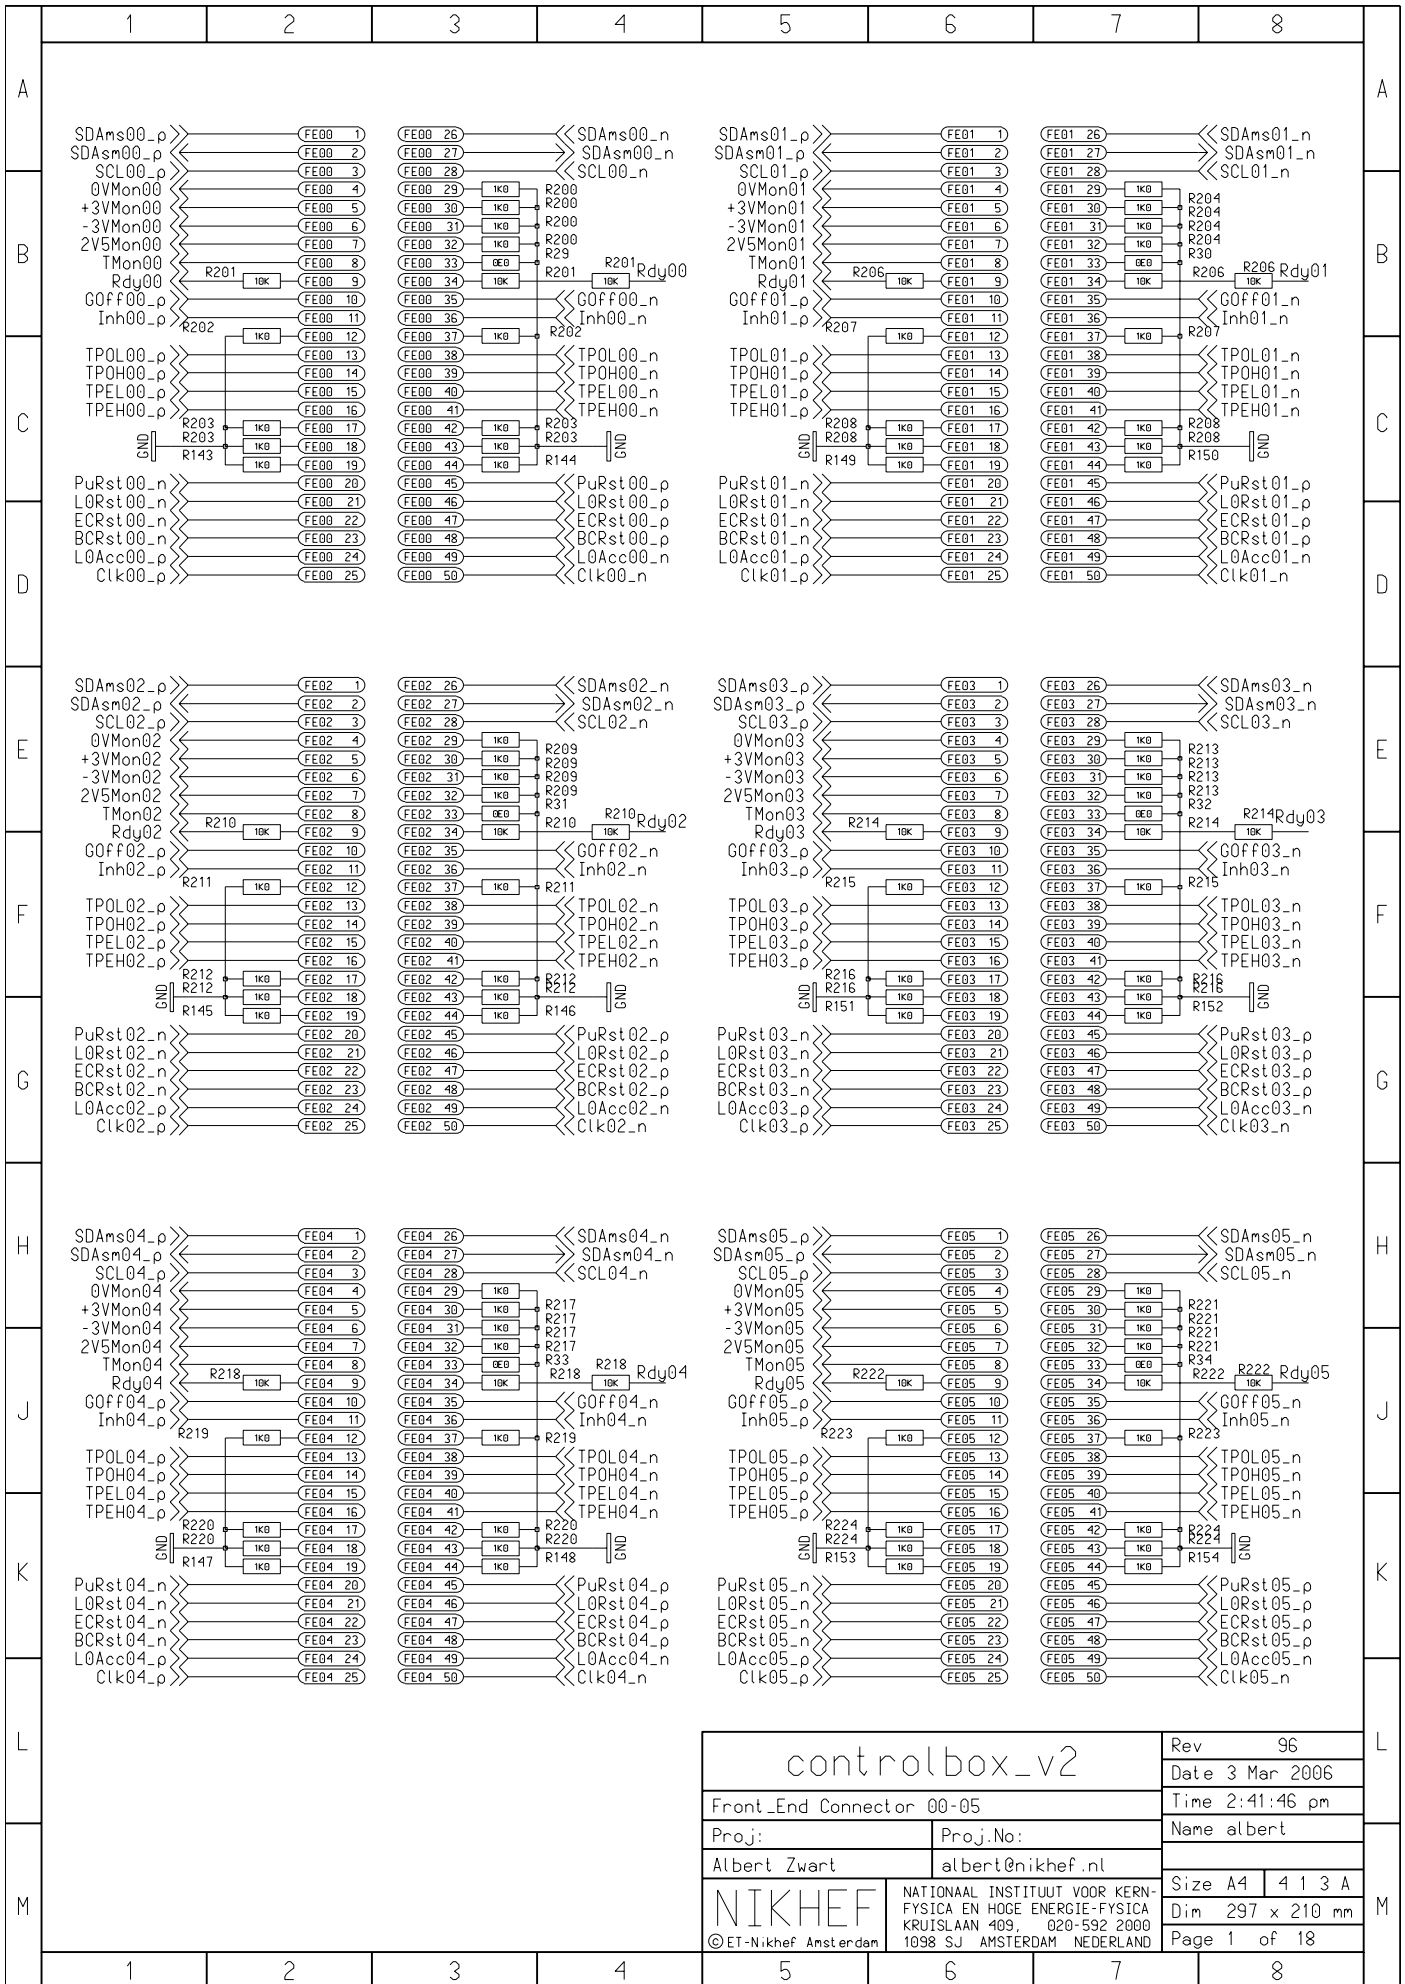 1 2 3 4 5 6 7 8
A A
SDAms00_p FE00 1 FE00 26 SDAms00_n SDAms01_p FE01 1 FE01 26 SDAms01_n
SDAsm00_p FE00 2 FE00 27 SDAsm00_n SDAsm01_p FE01 2 FE01 27 SDAsm01_n
SCL00_p FE00 3 FE00 28 SCL00_n SCL01_p FE01 3 FE01 28 SCL01_n
0VMon00 FE00 4 FE00 29 1K0 R200 0VMon01 FE01 4 FE01 29 1K0 R204
+3VMon00 FE00 5 FE00 30 1K0 R200 +3VMon01 FE01 5 FE01 30 1K0 R204
-3VMon00 FE00 6 FE00 31 1K0 R200 -3VMon01 FE01 6 FE01 31 1K0 R204
2V5Mon00 FE00 7 FE00 32 1K0 R200 2V5Mon01 FE01 7 FE01 32 1K0 R204
B B
TMon00 FE00 8 FE00 33 0E0 R29 TMon01 FE01 8 FE01 33 0E0 R30
Rdy00 R201 10K FE00 9 FE00 34 10K R201 R201 10K Rdy00 Rdy01 R206 10K FE01 9 FE01 34 10K R206 R206 10K Rdy01
GOff00_p FE00 10 FE00 35 GOff00_n GOff01_p FE01 10 FE01 35 GOff01_n
Inh00_p FE00 11 FE00 36 Inh00_n Inh01_p FE01 11 FE01 36 Inh01_n
R202 1K0 FE00 12 FE00 37 1K0 R202 R207 1K0 FE01 12 FE01 37 1K0 R207
TPOL00_p FE00 13 FE00 38 TPOL00_n TPOL01_p FE01 13 FE01 38 TPOL01_n
TPOH00_p FE00 14 FE00 39 TPOH00_n TPOH01_p FE01 14 FE01 39 TPOH01_n
TPEL00_p FE00 15 FE00 40 TPEL00_n TPEL01_p FE01 15 FE01 40 TPEL01_n
TPEH00_p FE00 16 FE00 41 TPEH00_n TPEH01_p FE01 16 FE01 41 TPEH01_n
C C
R203 1K0 FE00 17 FE00 42 1K0 R203 R208 1K0 FE01 17 FE01 42 1K0 R208
GND R203 1K0 FE00 18 FE00 43 1K0 R203 GND GND R208 1K0 FE01 18 FE01 43 1K0 R208 GND
R143 1K0 FE00 19 FE00 44 1K0 R144 R149 1K0 FE01 19 FE01 44 1K0 R150
PuRst00_n FE00 20 FE00 45 PuRst00_p PuRst01_n FE01 20 FE01 45 PuRst01_p
L0Rst00_n FE00 21 FE00 46 L0Rst00_p L0Rst01_n FE01 21 FE01 46 L0Rst01_p
ECRst00_n FE00 22 FE00 47 ECRst00_p ECRst01_n FE01 22 FE01 47 ECRst01_p
BCRst00_n FE00 23 FE00 48 BCRst00_p BCRst01_n FE01 23 FE01 48 BCRst01_p
L0Acc00_p FE00 24 FE00 49 L0Acc00_n L0Acc01_p FE01 24 FE01 49 L0Acc01_n
Clk00_p FE00 25 FE00 50 Clk00_n Clk01_p FE01 25 FE01 50 Clk01_n
D D
SDAms02_p FE02 1 FE02 26 SDAms02_n SDAms03_p FE03 1 FE03 26 SDAms03_n
SDAsm02_p FE02 2 FE02 27 SDAsm02_n SDAsm03_p FE03 2 FE03 27 SDAsm03_n
SCL02_p FE02 3 FE02 28 SCL02_n SCL03_p FE03 3 FE03 28 SCL03_n
0VMon02 FE02 4 FE02 29 1K0 R209 0VMon03 FE03 4 FE03 29 1K0 R213
E E
+3VMon02 FE02 5 FE02 30 1K0 R209 +3VMon03 FE03 5 FE03 30 1K0 R213
-3VMon02 FE02 6 FE02 31 1K0 R209 -3VMon03 FE03 6 FE03 31 1K0 R213
2V5Mon02 FE02 7 FE02 32 1K0 R209 2V5Mon03 FE03 7 FE03 32 1K0 R213
TMon02 FE02 8 FE02 33 0E0 R31 TMon03 FE03 8 FE03 33 0E0 R32
Rdy02 R210 10K FE02 9 FE02 34 10K R210 R210 10K Rdy02 Rdy03 R214 10K FE03 9 FE03 34 10K R214 R214 10K Rdy03
GOff02_p FE02 10 FE02 35 GOff02_n GOff03_p FE03 10 FE03 35 GOff03_n
Inh02_p FE02 11 FE02 36 Inh02_n Inh03_p FE03 11 FE03 36 Inh03_n
R211 1K0 FE02 12 FE02 37 1K0 R211 R215 1K0 FE03 12 FE03 37 1K0 R215
TPOL02_p FE02 13 FE02 38 TPOL02_n TPOL03_p FE03 13 FE03 38 TPOL03_n
F F
TPOH02_p FE02 14 FE02 39 TPOH02_n TPOH03_p FE03 14 FE03 39 TPOH03_n
TPEL02_p FE02 15 FE02 40 TPEL02_n TPEL03_p FE03 15 FE03 40 TPEL03_n
TPEH02_p FE02 16 FE02 41 TPEH02_n TPEH03_p FE03 16 FE03 41 TPEH03_n
R212 1K0 FE02 17 FE02 42 1K0 R212 R216 1K0 FE03 17 FE03 42 1K0 R216
GND R212 1K0 FE02 18 FE02 43 1K0 R212 GND GND R216 1K0 FE03 18 FE03 43 1K0 R216 GND
R145 1K0 FE02 19 FE02 44 1K0 R146 R151 1K0 FE03 19 FE03 44 1K0 R152
PuRst02_n FE02 20 FE02 45 PuRst02_p PuRst03_n FE03 20 FE03 45 PuRst03_p
L0Rst02_n FE02 21 FE02 46 L0Rst02_p L0Rst03_n FE03 21 FE03 46 L0Rst03_p
ECRst02_n FE02 22 FE02 47 ECRst02_p ECRst03_n FE03 22 FE03 47 ECRst03_p
G G
BCRst02_n FE02 23 FE02 48 BCRst02_p BCRst03_n FE03 23 FE03 48 BCRst03_p
L0Acc02_p FE02 24 FE02 49 L0Acc02_n L0Acc03_p FE03 24 FE03 49 L0Acc03_n
Clk02_p FE02 25 FE02 50 Clk02_n Clk03_p FE03 25 FE03 50 Clk03_n
SDAms04_p FE04 1 FE04 26 SDAms04_n SDAms05_p FE05 1 FE05 26 SDAms05_n
H H
SDAsm04_p FE04 2 FE04 27 SDAsm04_n SDAsm05_p FE05 2 FE05 27 SDAsm05_n
SCL04_p FE04 3 FE04 28 SCL04_n SCL05_p FE05 3 FE05 28 SCL05_n
0VMon04 FE04 4 FE04 29 1K0 R217 0VMon05 FE05 4 FE05 29 1K0 R221
+3VMon04 FE04 5 FE04 30 1K0 R217 +3VMon05 FE05 5 FE05 30 1K0 R221
-3VMon04 FE04 6 FE04 31 1K0 R217 -3VMon05 FE05 6 FE05 31 1K0 R221
2V5Mon04 FE04 7 FE04 32 1K0 R217 2V5Mon05 FE05 7 FE05 32 1K0 R221
TMon04 FE04 8 FE04 33 0E0 R33 TMon05 FE05 8 FE05 33 0E0 R34
Rdy04 R218 10K FE04 9 FE04 34 10K R218 R218 10K Rdy04 Rdy05 R222 10K FE05 9 FE05 34 10K R222 R222 10K Rdy05
GOff04_p FE04 10 FE04 35 GOff04_n GOff05_p FE05 10 FE05 35 GOff05_n
J J
Inh04_p FE04 11 FE04 36 Inh04_n Inh05_p FE05 11 FE05 36 Inh05_n
R219 1K0 FE04 12 FE04 37 1K0 R219 R223 1K0 FE05 12 FE05 37 1K0 R223
TPOL04_p FE04 13 FE04 38 TPOL04_n TPOL05_p FE05 13 FE05 38 TPOL05_n
TPOH04_p FE04 14 FE04 39 TPOH04_n TPOH05_p FE05 14 FE05 39 TPOH05_n
TPEL04_p FE04 15 FE04 40 TPEL04_n TPEL05_p FE05 15 FE05 40 TPEL05_n
TPEH04_p FE04 16 FE04 41 TPEH04_n TPEH05_p FE05 16 FE05 41 TPEH05_n
R220 1K0 FE04 17 FE04 42 1K0 R220 R224 1K0 FE05 17 FE05 42 1K0 R224
GND R220 1K0 FE04 18 FE04 43 1K0 R220 GND GND R224 1K0 FE05 18 FE05 43 1K0 R224 GND
R147 1K0 FE04 19 FE04 44 1K0 R148 R153 1K0 FE05 19 FE05 44 1K0 R154
K K
PuRst04_n FE04 20 FE04 45 PuRst04_p PuRst05_n FE05 20 FE05 45 PuRst05_p
L0Rst04_n FE04 21 FE04 46 L0Rst04_p L0Rst05_n FE05 21 FE05 46 L0Rst05_p
ECRst04_n FE04 22 FE04 47 ECRst04_p ECRst05_n FE05 22 FE05 47 ECRst05_p
BCRst04_n FE04 23 FE04 48 BCRst04_p BCRst05_n FE05 23 FE05 48 BCRst05_p
L0Acc04_p FE04 24 FE04 49 L0Acc04_n L0Acc05_p FE05 24 FE05 49 L0Acc05_n
Clk04_p FE04 25 FE04 50 Clk04_n Clk05_p FE05 25 FE05 50 Clk05_n
L L
controlbox_v2
Rev 96
Date 3 Mar 2006
Front_End Connector 00-05
Time 2:41:46 pm
Proj: Proj.No:
Name albert
Albert Zwart albert@nikhef.nl
Size A4 4 1 3 A
M M
NIKHEF
©ET-Nikhef Amsterdam
NATIONAAL INSTITUUT VOOR KERN-
FYSICA EN HOGE ENERGIE-FYSICA
KRUISLAAN 409, 020-592 2000
1098 SJ AMSTERDAM NEDERLAND
Dim 297 x 210 mm
Page 1 of 18
1 2 3 4 5 6 7 8